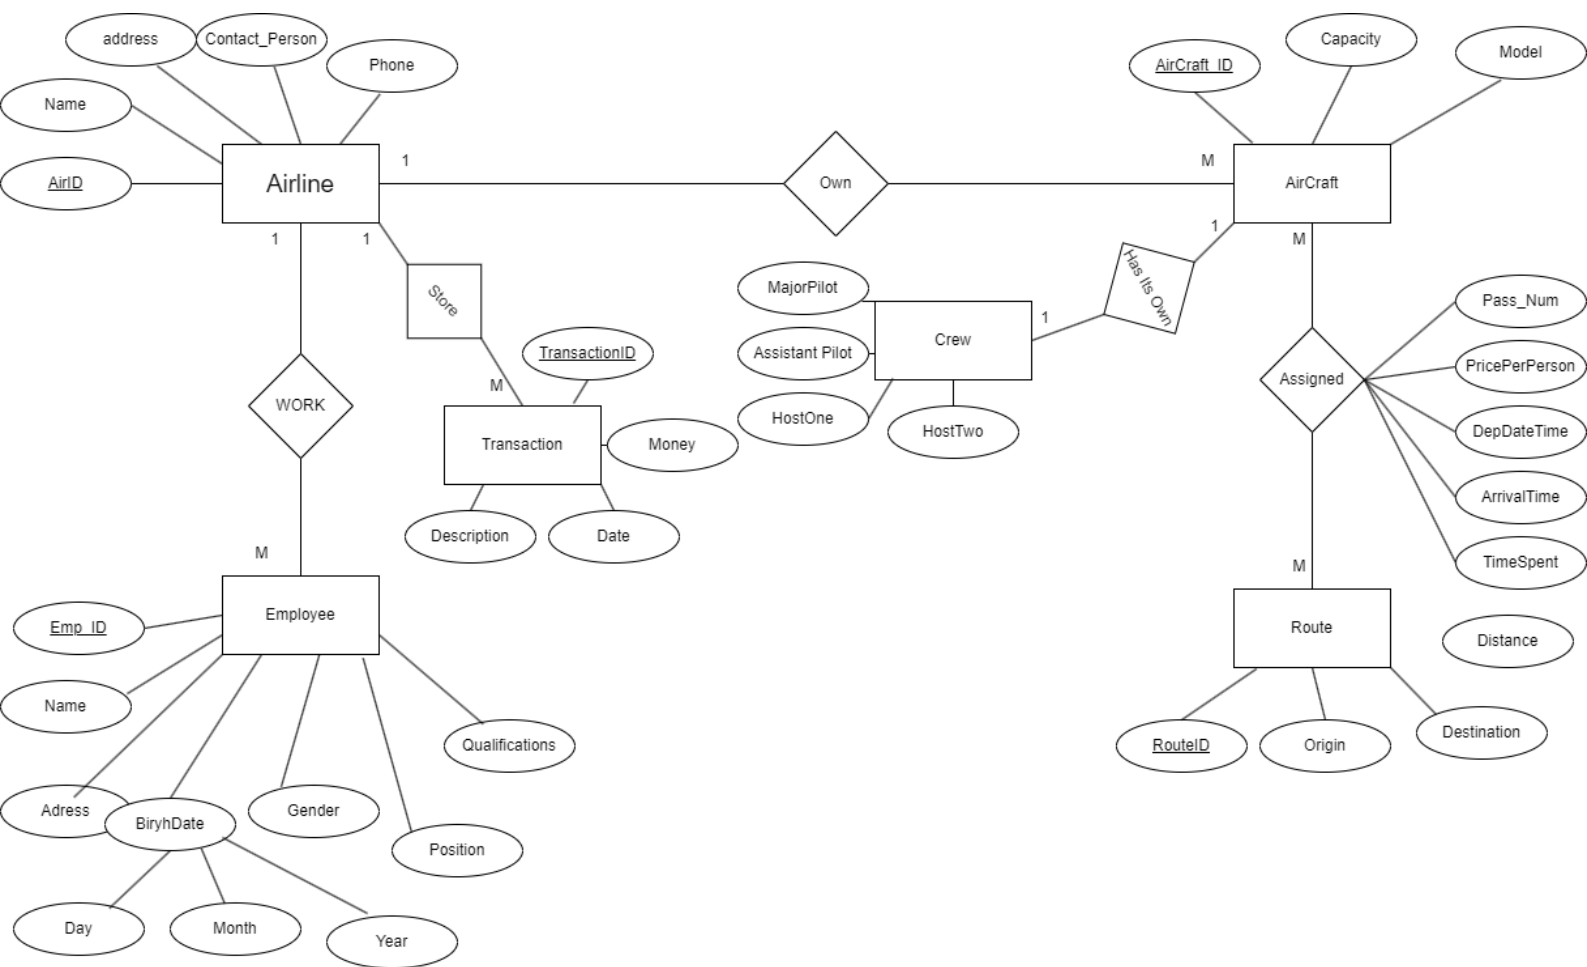 address
Contact_Person
Phone
Name
AirID
Airline
1
Own
M
AirCraft_ID
Capacity
Model
AirCraft
1
1
Store
M
TransactionID
Transaction
Money
Description
Date
WORK
M
Employee
Emp_ID
Name
Adress
BiryhDate
Gender
Position
Qualifications
Day
Month
Year
MajorPilot
Assistant Pilot
HostOne
HostTwo
Crew
1
Has Its Own
1
M
Assigned
Pass_Num
PricePerPerson
DepDateTime
ArrivalTime
TimeSpent
M
Route
Distance
RouteID
Origin
Destination